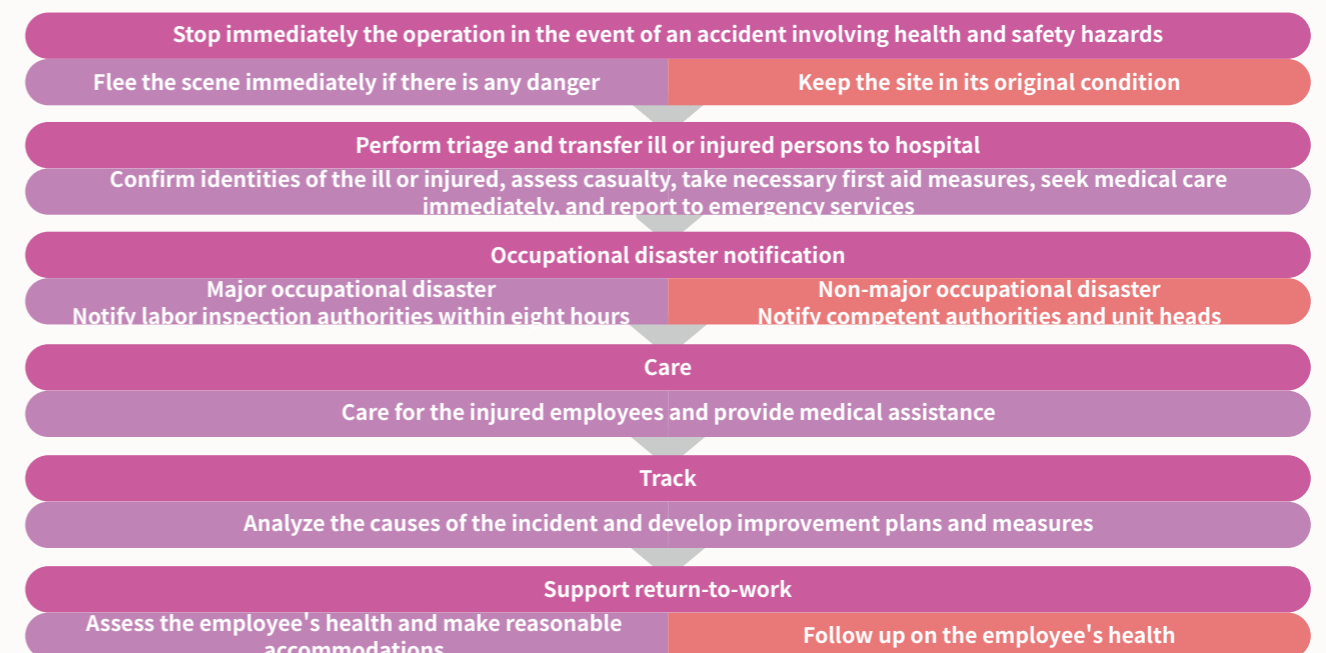 Stop immediately the operation in the event of an accident involving health and safety hazards
Flee the scene immediately if there is any danger
Keep the site in its original condition
Perform triage and transfer ill or injured persons to hospital
Confirm identities of the ill or injured, assess casualty, take necessary first aid measures, seek medical care
immediately, and report to emergency services
Occupational disaster notification
Major occupational disaster
Notify labor inspection authorities within eight hours
Non-major occupational disaster
Notify competent authorities and unit heads
Care
Care for the injured employees and provide medical assistance
Track
Analyze the causes of the incident and develop improvement plans and measures
Support return-to-work
Assess the employee's health and make reasonable
accommodations
Follow up on the employee's health